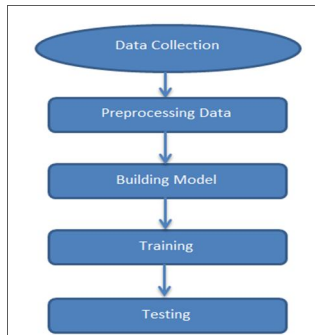 Data Collection
Preprocessing Data
Building Model
Training
Testing